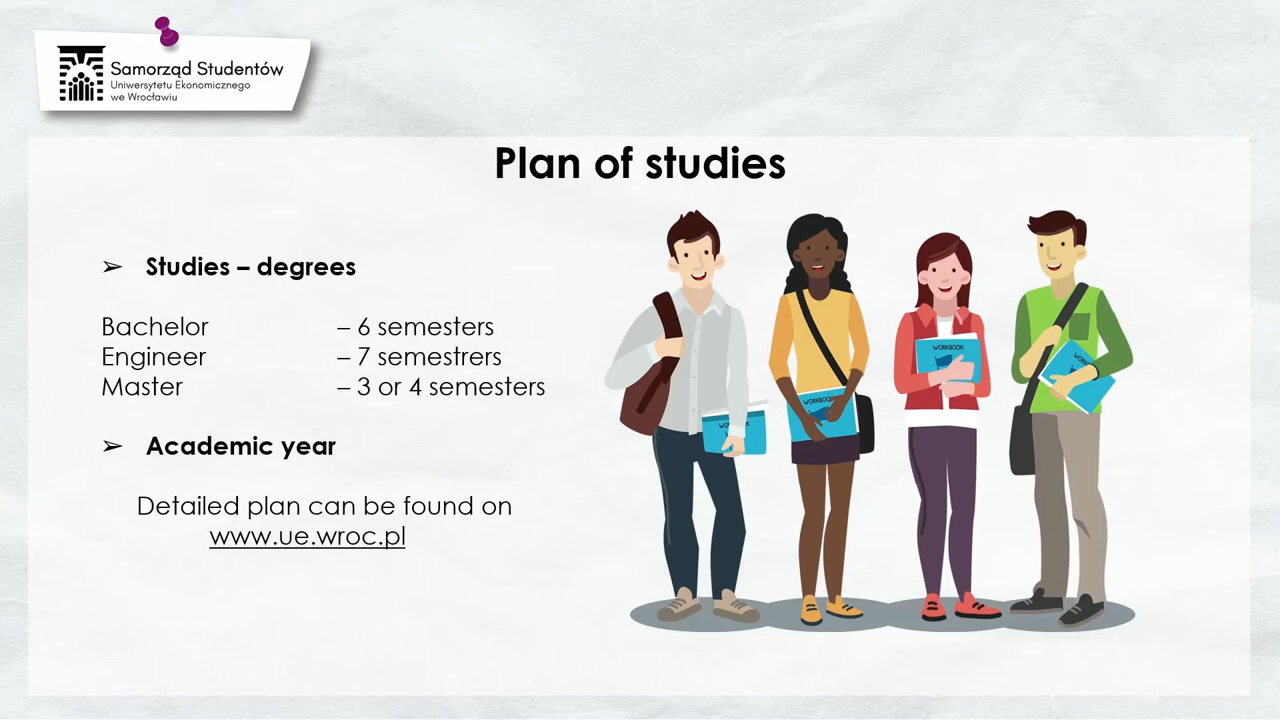 Samorząd Studentów
Uniwersytetu Ekonomicznego
we Wrocławiu
Plan of studies
➢ Studies – degrees
Bachelor – 6 semesters
Engineer – 7 semestrers
Master – 3 or 4 semesters
➢ Academic year
Detailed plan can be found on
www.ue.wroc.pl
WORKBOOK
WORKBOOK
WORKBOOK